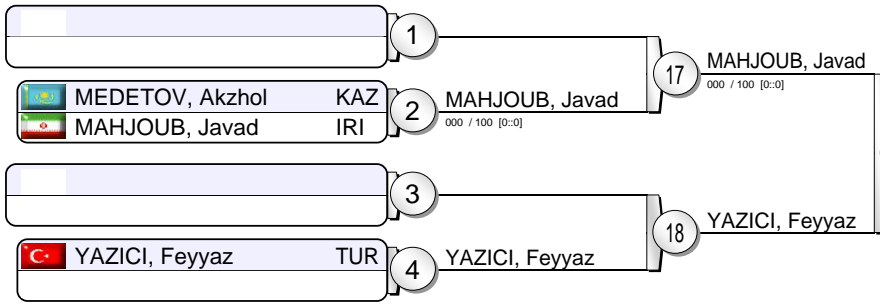 1
17
MAHJOUB, Javad
000 / 100 [0::0]
MEDETOV, Akzhol KAZ
MAHJOUB, Javad IRI
2
MAHJOUB, Javad
000 / 100 [0::0]
3
18
YAZICI, Feyyaz
YAZICI, Feyyaz TUR
4
YAZICI, Feyyaz